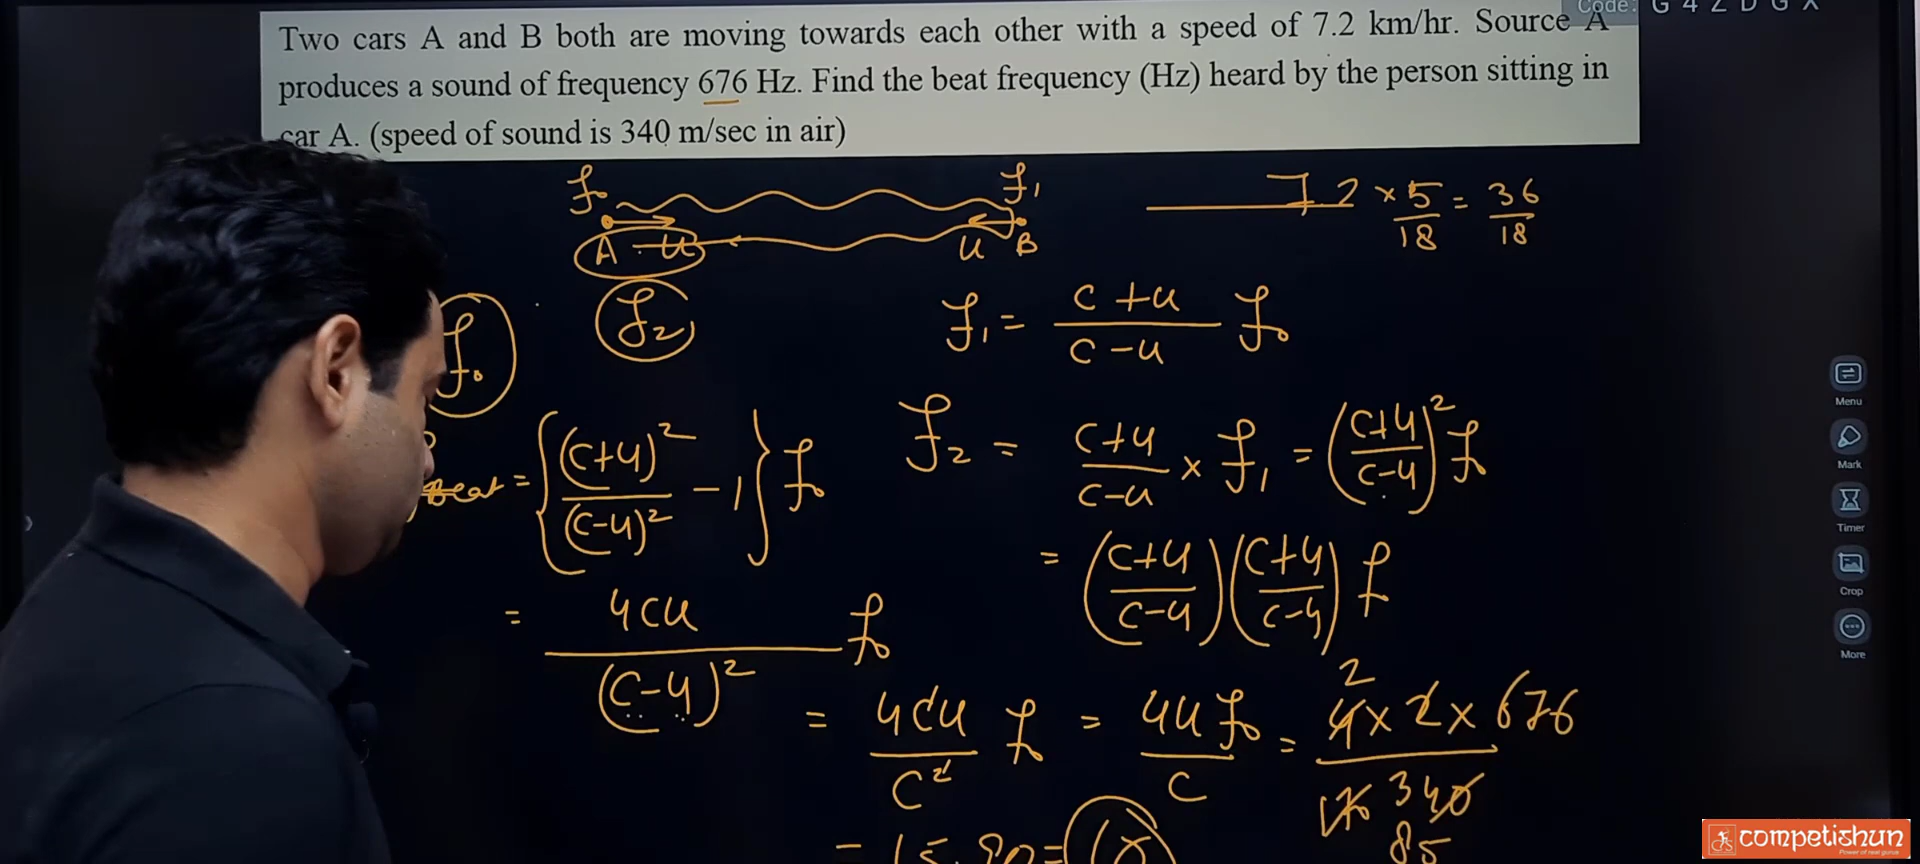 Code: G 4 Z D G X
Two cars A and B both are moving towards each other with a speed of 7.2 km/hr. Source A
produces a sound of frequency 676 Hz. Find the beat frequency (Hz) heard by the person sitting in
car A. (speed of sound is 340 m/sec in air)
f₀ f₁
7.2 × 5/18 = 36/18
A u u B
f₀ f₂
f₁ = (c+u)/(c-u) f₀
f₂ = (c+u)/(c-u) × f₁ = ((c+u)/(c-u))² f₀
Beat = {(c+u)²/(c-u)² - 1} f₀
= ((c+u)/(c-u))((c+u)/(c-u)) f
= 4cu/(c-u)² f₀
= 4cu/c² f₀ = 4uf₀/c = 4×2×676/340
2
85
Menu
Mark
Timer
Crop
More
competishun